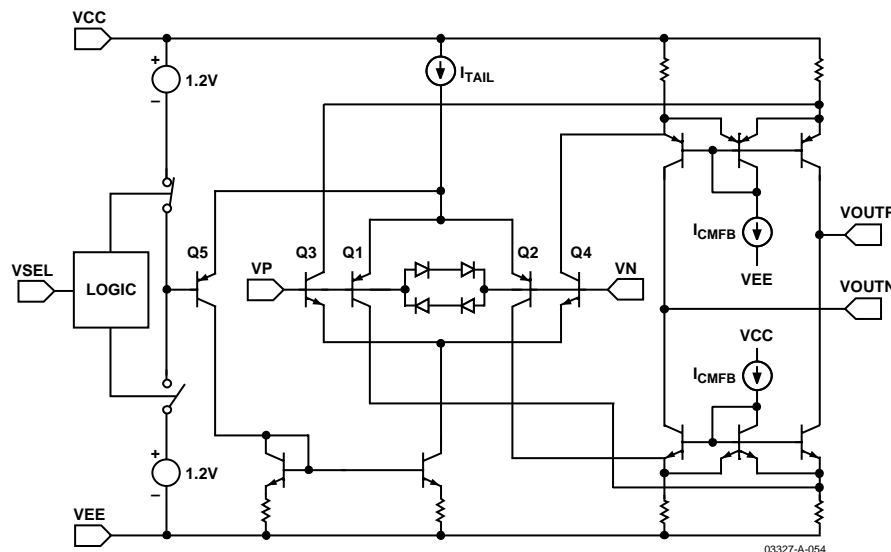 VCC
+
1.2V
–
ITAIL
VOUTP
ICMFB
VEE
Q5
Q3
Q1
Q2
Q4
VSEL
LOGIC
VP
VN
VOUTN
VCC
ICMFB
+
1.2V
–
VEE
03327-A-054